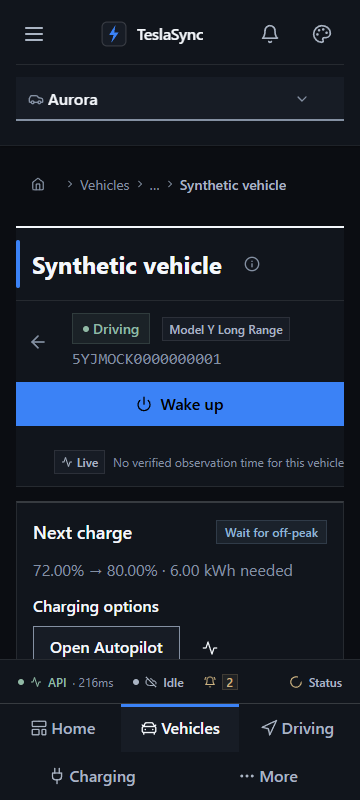 TeslaSync
Aurora
Vehicles ... Synthetic vehicle
Synthetic vehicle
Driving Model Y Long Range
5YJMOCK0000000001
Wake up
Live No verified observation time for this vehicle
Next charge Wait for off-peak
72.00% → 80.00% · 6.00 kWh needed
Charging options
Open Autopilot
API · 216ms Idle 2 Status
Home Vehicles Driving
Charging More